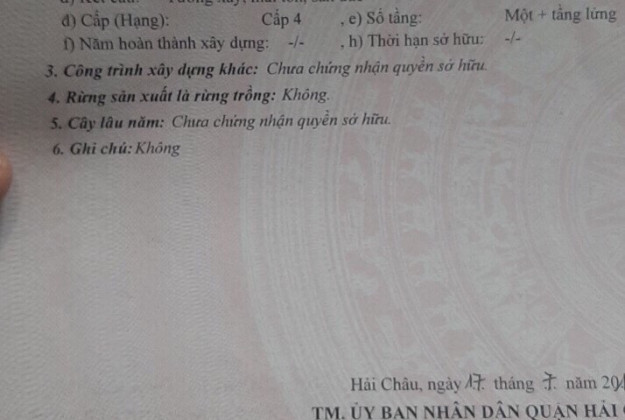 đ) Cấp (Hạng): Cấp 4 , e) Số tầng: Một + tầng lửng
f) Năm hoàn thành xây dựng: -/- , h) Thời hạn sở hữu: -/-
3. Công trình xây dựng khác: Chưa chứng nhận quyền sở hữu.
4. Rừng sản xuất là rừng trồng: Không.
5. Cây lâu năm: Chưa chứng nhận quyền sở hữu.
6. Ghi chú: Không
Hải Châu, ngày 17 tháng 7 năm 20
TM. ỦY BAN NHÂN DÂN QUẬN HẢI